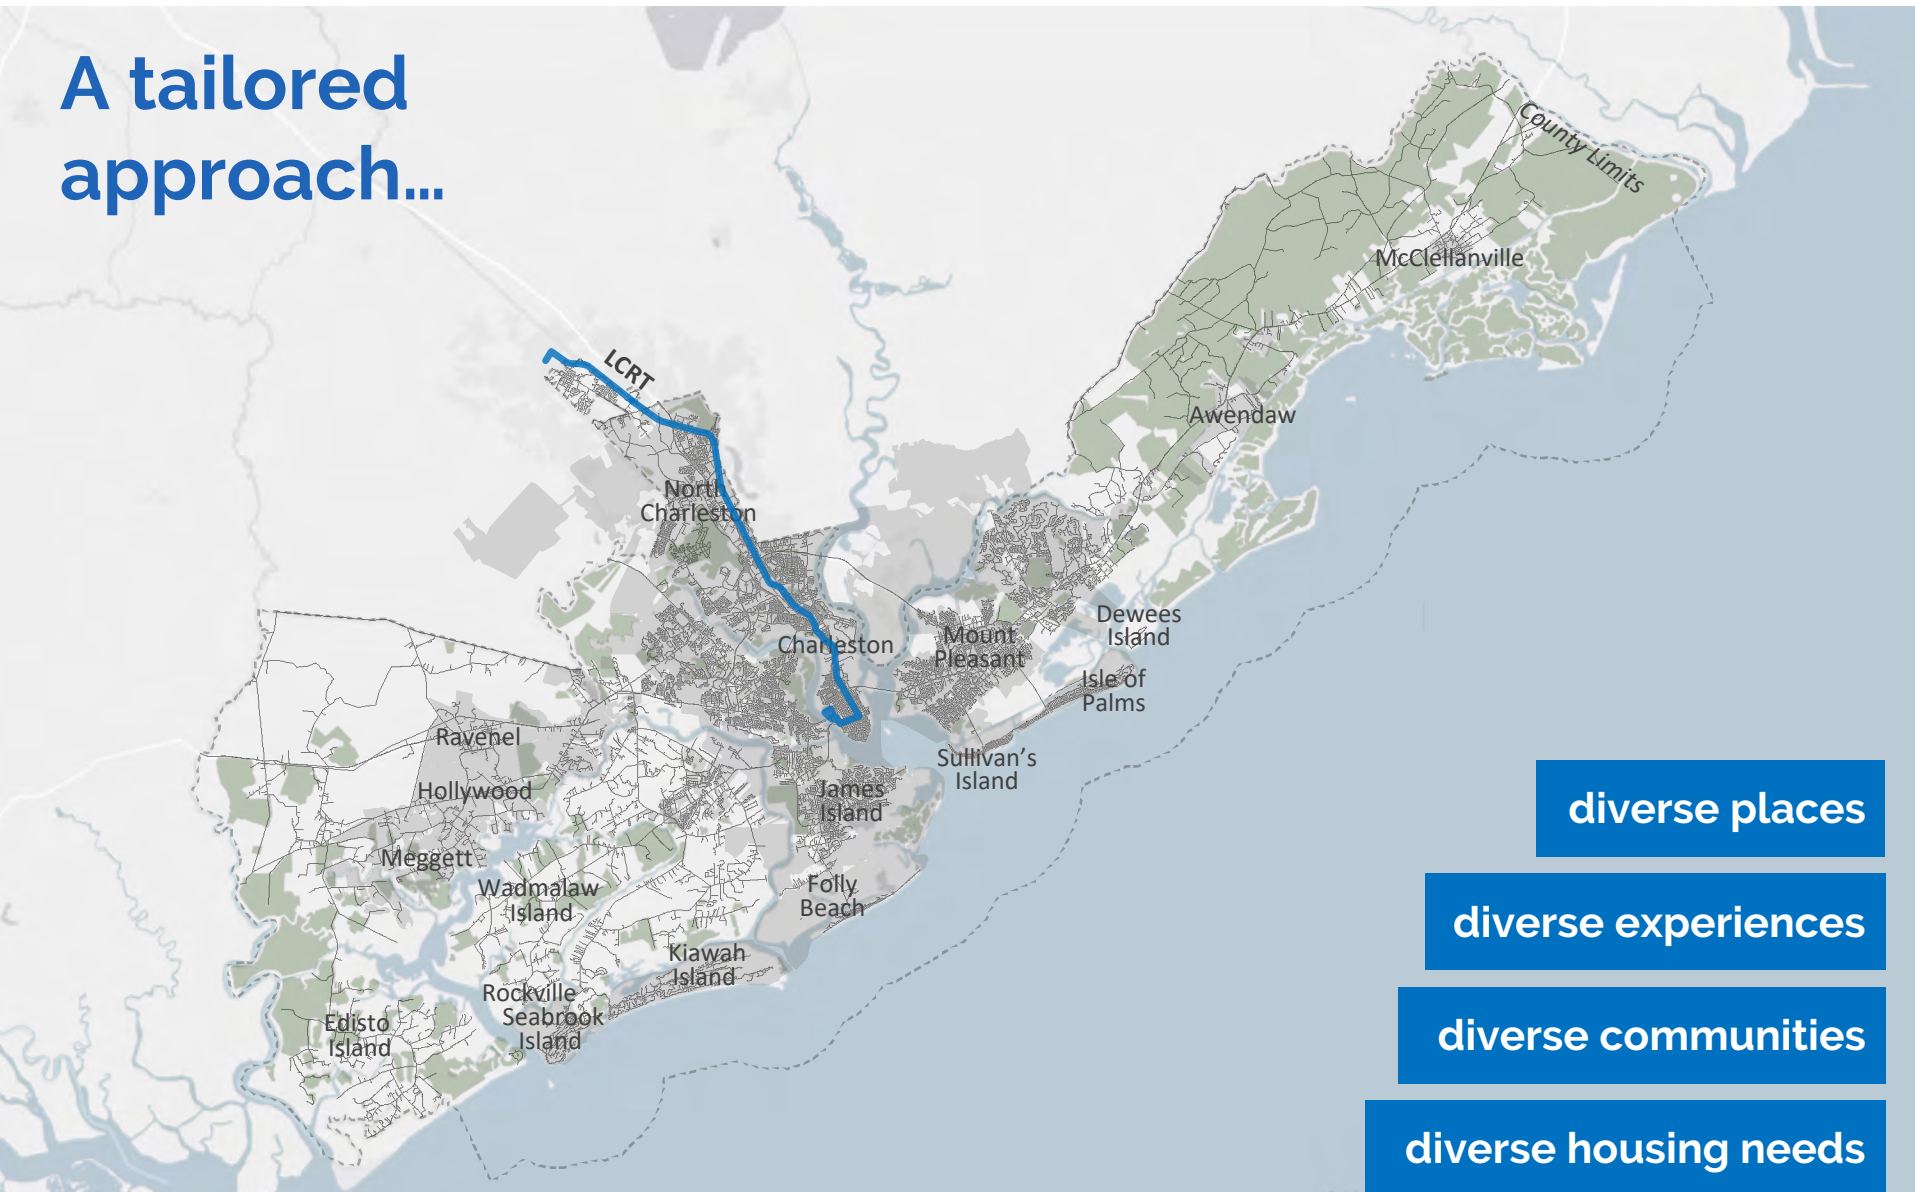 A tailored
approach...
County Limits
McClellanville
LCRT
Awendaw
North
Charleston
Dewees
Island
Charleston
Mount
Pleasant
Isle of
Palms
Ravenel
Sullivan's
Island
Hollywood
James
Island
Meggett
Wadmalaw
Island
Folly
Beach
Kiawah
Island
Rockville
Seabrook
Island
Edisto
Island
diverse places
diverse experiences
diverse communities
diverse housing needs